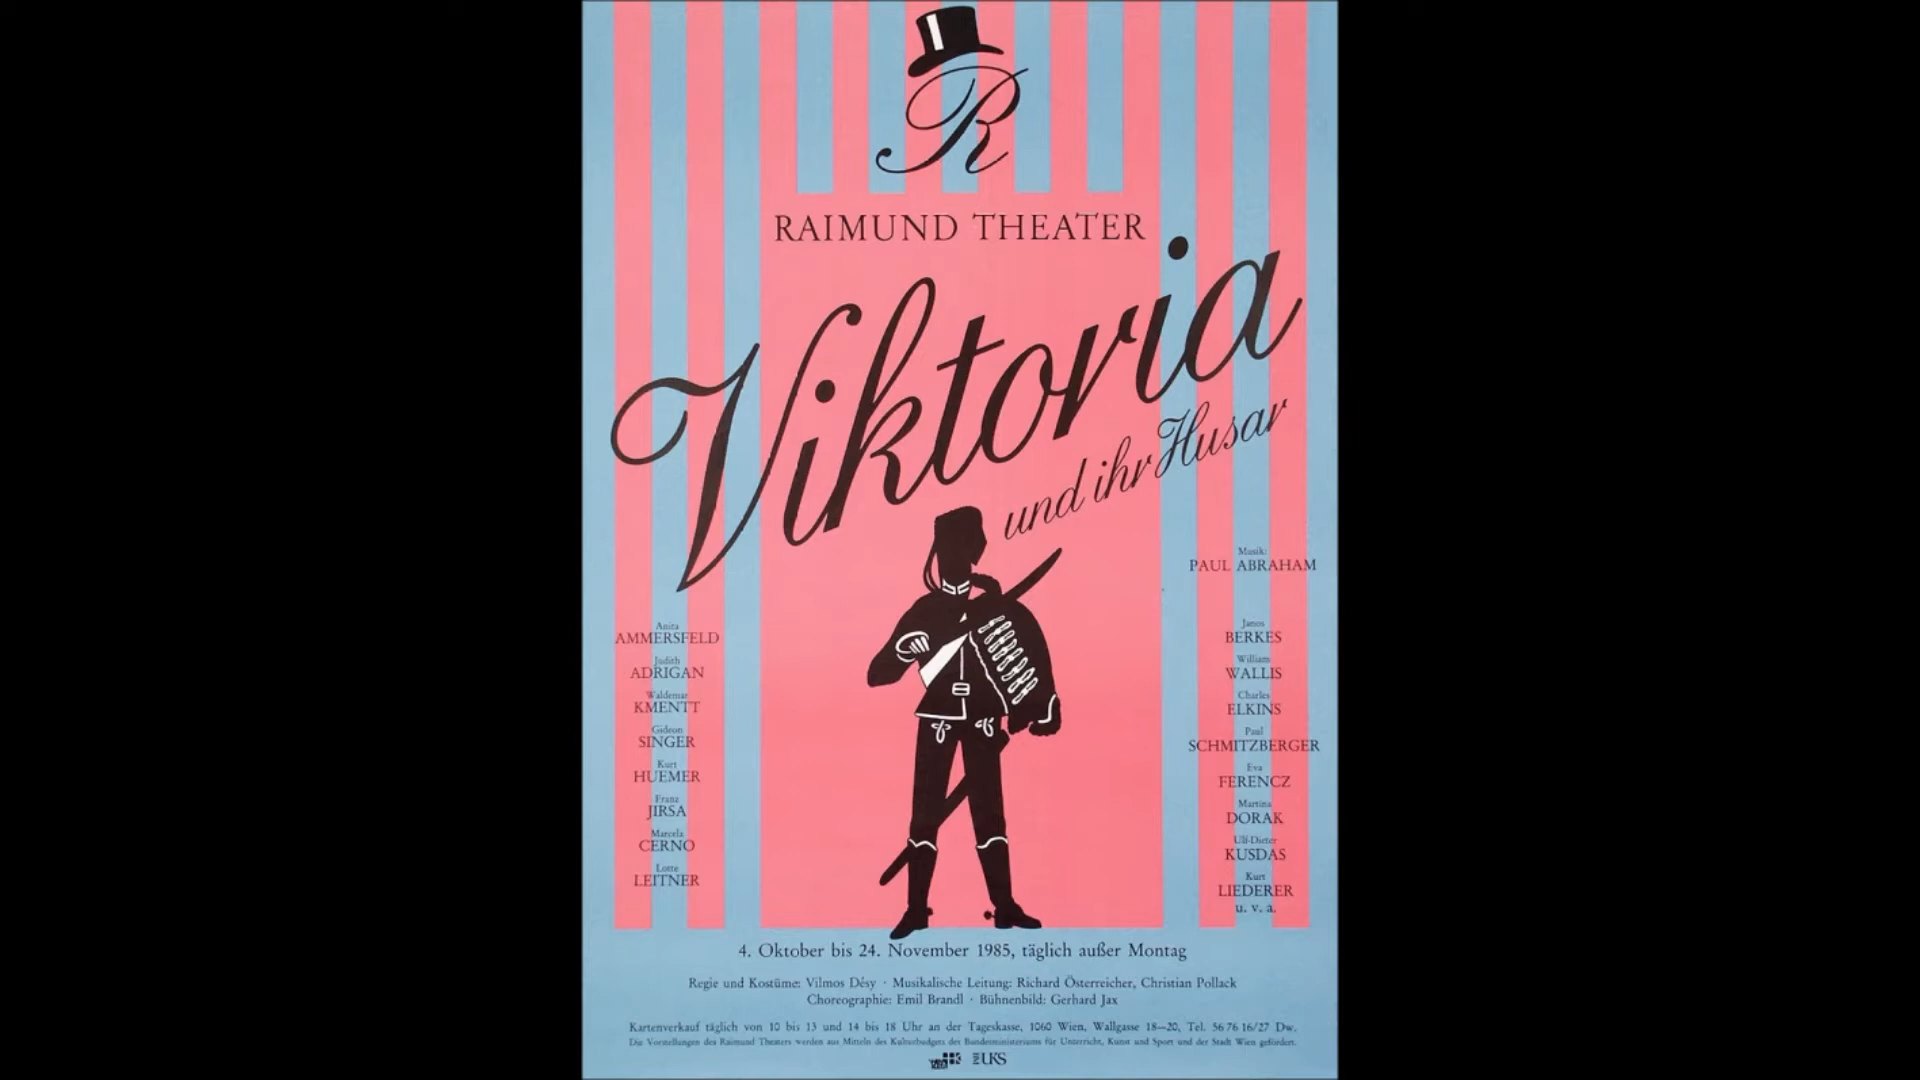 R
RAIMUND THEATER
Viktoria
und ihr Husar
Musik:
PAUL ABRAHAM
Anita
AMMERSFELD
Judith
ADRIGAN
Waldemar
KMENTT
Gideon
SINGER
Kurt
HUEMER
Franz
JIRSA
Marcela
CERNO
Lotte
LEITNER
Janos
BERKES
William
WALLIS
Charles
ELKINS
Paul
SCHMITZBERGER
Eva
FERENCZ
Martina
DORAK
Ulf-Dieter
KUSDAS
Kurt
LIEDERER
u. v. a.
4. Oktober bis 24. November 1985, täglich außer Montag
Regie und Kostüme: Vilmos Désy · Musikalische Leitung: Richard Österreicher, Christian Pollack
Choreographie: Emil Brandl · Bühnenbild: Gerhard Jax
Kartenverkauf täglich von 10 bis 13 und 14 bis 18 Uhr an der Tageskasse, 1060 Wien, Wallgasse 18—20, Tel. 56 76 16/27 Dw.
Die Vorstellungen des Raimund Theaters werden aus Mitteln des Kulturbudgets des Bundesministeriums für Unterricht, Kunst und Sport und der Stadt Wien gefördert.